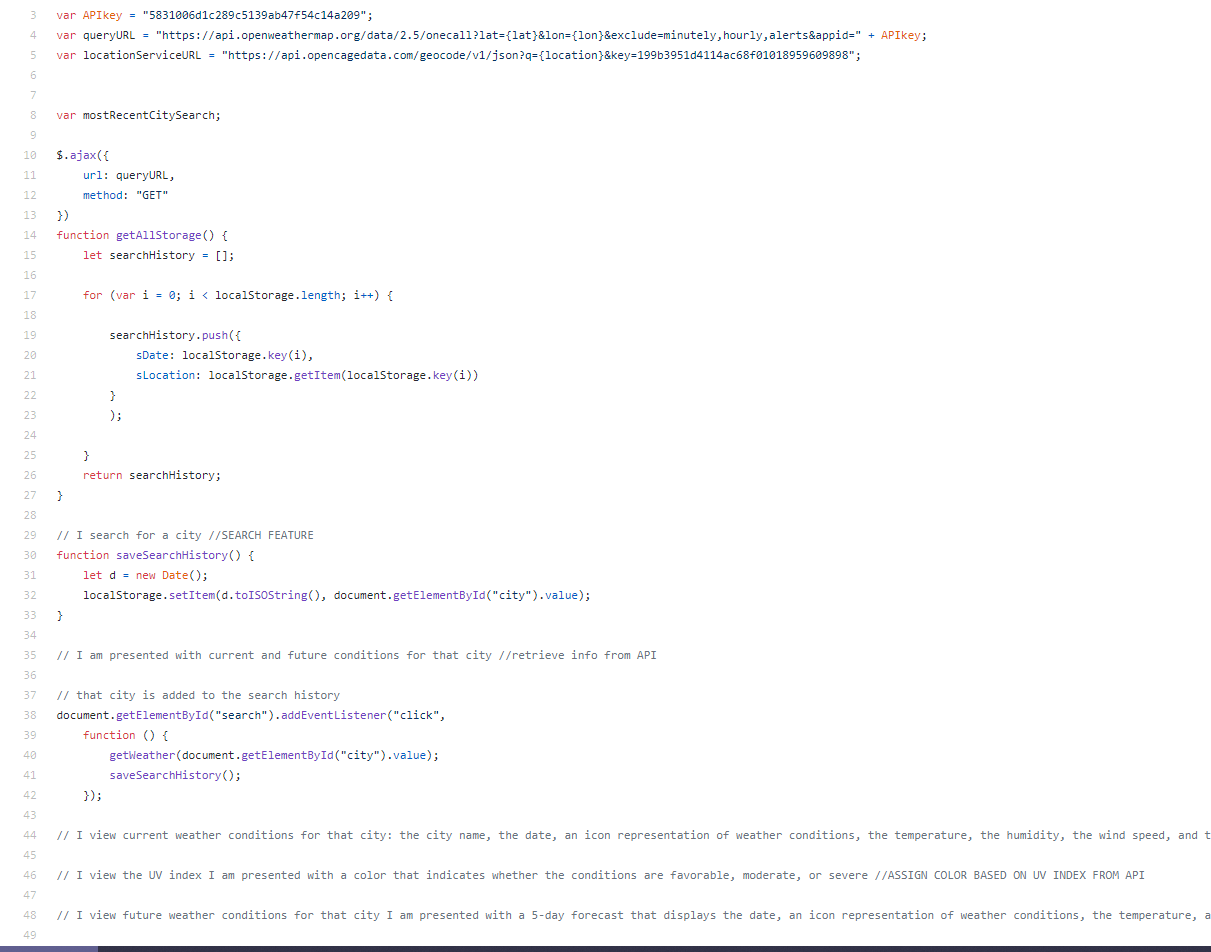 3 var APIkey = "5831006d1c289c5139ab47f54c14a209";
4 var queryURL = "https://api.openweathermap.org/data/2.5/onecall?lat={lat}&lon={lon}&exclude=minutely,hourly,alerts&appid=" + APIkey;
5 var locationServiceURL = "https://api.opencagedata.com/geocode/v1/json?q={location}&key=199b3951d4114ac68f01018959609898";
6
7
8 var mostRecentCitySearch;
9
10 $.ajax({
11     url: queryURL,
12     method: "GET"
13 })
14 function getAllStorage() {
15     let searchHistory = [];
16
17     for (var i = 0; i < localStorage.length; i++) {
18
19         searchHistory.push({
20             sDate: localStorage.key(i),
21             sLocation: localStorage.getItem(localStorage.key(i))
22         }
23         );
24
25     }
26     return searchHistory;
27 }
28
29 // I search for a city //SEARCH FEATURE
30 function saveSearchHistory() {
31     let d = new Date();
32     localStorage.setItem(d.toISOString(), document.getElementById("city").value);
33 }
34
35 // I am presented with current and future conditions for that city //retrieve info from API
36
37 // that city is added to the search history
38 document.getElementById("search").addEventListener("click",
39     function () {
40         getWeather(document.getElementById("city").value);
41         saveSearchHistory();
42     });
43
44 // I view current weather conditions for that city: the city name, the date, an icon representation of weather conditions, the temperature, the humidity, the wind speed, and t
45
46 // I view the UV index I am presented with a color that indicates whether the conditions are favorable, moderate, or severe //ASSIGN COLOR BASED ON UV INDEX FROM API
47
48 // I view future weather conditions for that city I am presented with a 5-day forecast that displays the date, an icon representation of weather conditions, the temperature, a
49